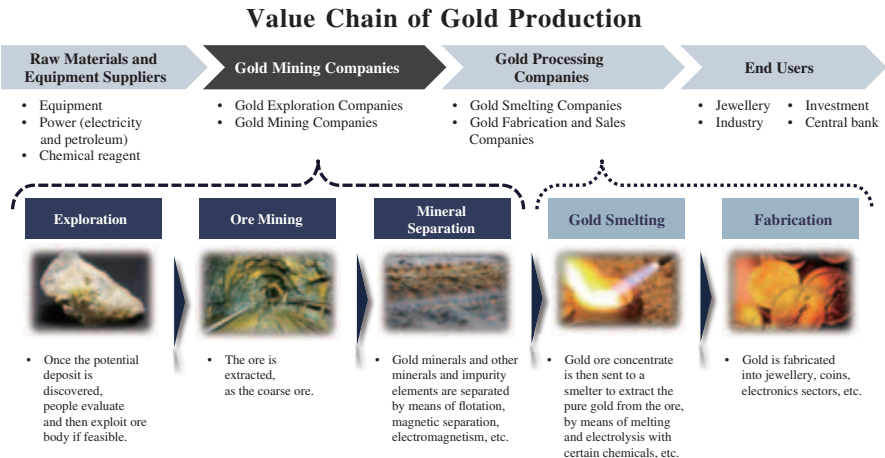 Value Chain of Gold Production
Raw Materials and
Equipment Suppliers
Gold Mining Companies
Gold Processing
Companies
End Users
• Equipment
• Power (electricity
and petroleum)
• Chemical reagent
• Gold Exploration Companies
• Gold Mining Companies
• Gold Smelting Companies
• Gold Fabrication and Sales
Companies
• Jewellery
• Industry
• Investment
• Central bank
Exploration
Ore Mining
Mineral
Separation
Gold Smelting
Fabrication
• Once the potential
deposit is
discovered,
people evaluate
and then exploit ore
body if feasible.
• The ore is
extracted,
as the coarse ore.
• Gold minerals and other
minerals and impurity
elements are separated
by means of flotation,
magnetic separation,
electromagnetism, etc.
• Gold ore concentrate
is then sent to a
smelter to extract the
pure gold from the ore,
by means of melting
and electrolysis with
certain chemicals, etc.
• Gold is fabricated
into jewellery, coins,
electronics sectors, etc.